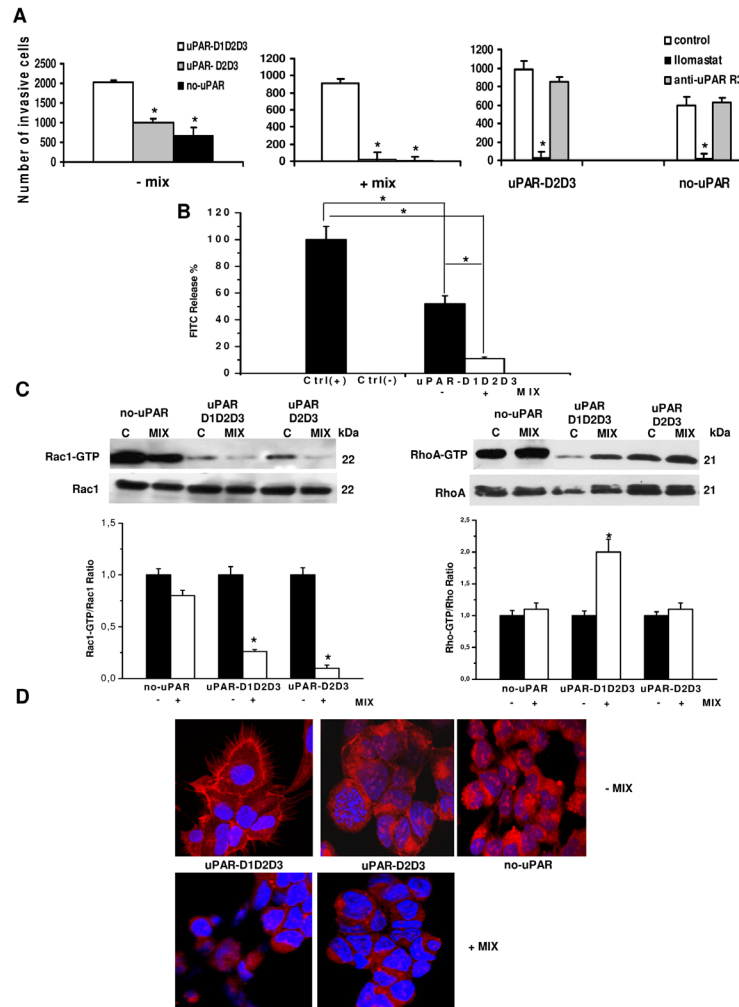 A
Number of invasive cells
2500
2000
1500
1000
500
0
uPAR-D1D2D3
uPAR- D2D3
no-uPAR
*
*
- mix
1200
1000
800
600
400
200
0
*
*
+ mix
1200
1000
800
600
400
200
0
control
Ilomastat
anti-uPAR R3
*
*
uPAR-D2D3
no-uPAR
B
FITC Release %
120
100
80
60
40
20
0
*
*
*
Ctrl(+)
Ctrl(-)
uPAR-D1D2D3
- + MIX
C
no-uPAR
uPAR D1D2D3
uPAR D2D3
C MIX C MIX C MIX kDa
Rac1-GTP 22
Rac1 22
no-uPAR
uPAR D1D2D3
uPAR D2D3
C MIX C MIX C MIX kDa
RhoA-GTP 21
RhoA 21
Rac1-GTP/Rac1 Ratio
1,5
1,0
0,5
0,0
*
*
no-uPAR uPAR-D1D2D3 uPAR-D2D3
- + - + - + MIX
Rho-GTP/Rho Ratio
2,0
1,5
1,0
0,5
0,0
*
no-uPAR uPAR-D1D2D3 uPAR-D2D3
- + - + - + MIX
D
- MIX
uPAR-D1D2D3 uPAR-D2D3 no-uPAR
+ MIX